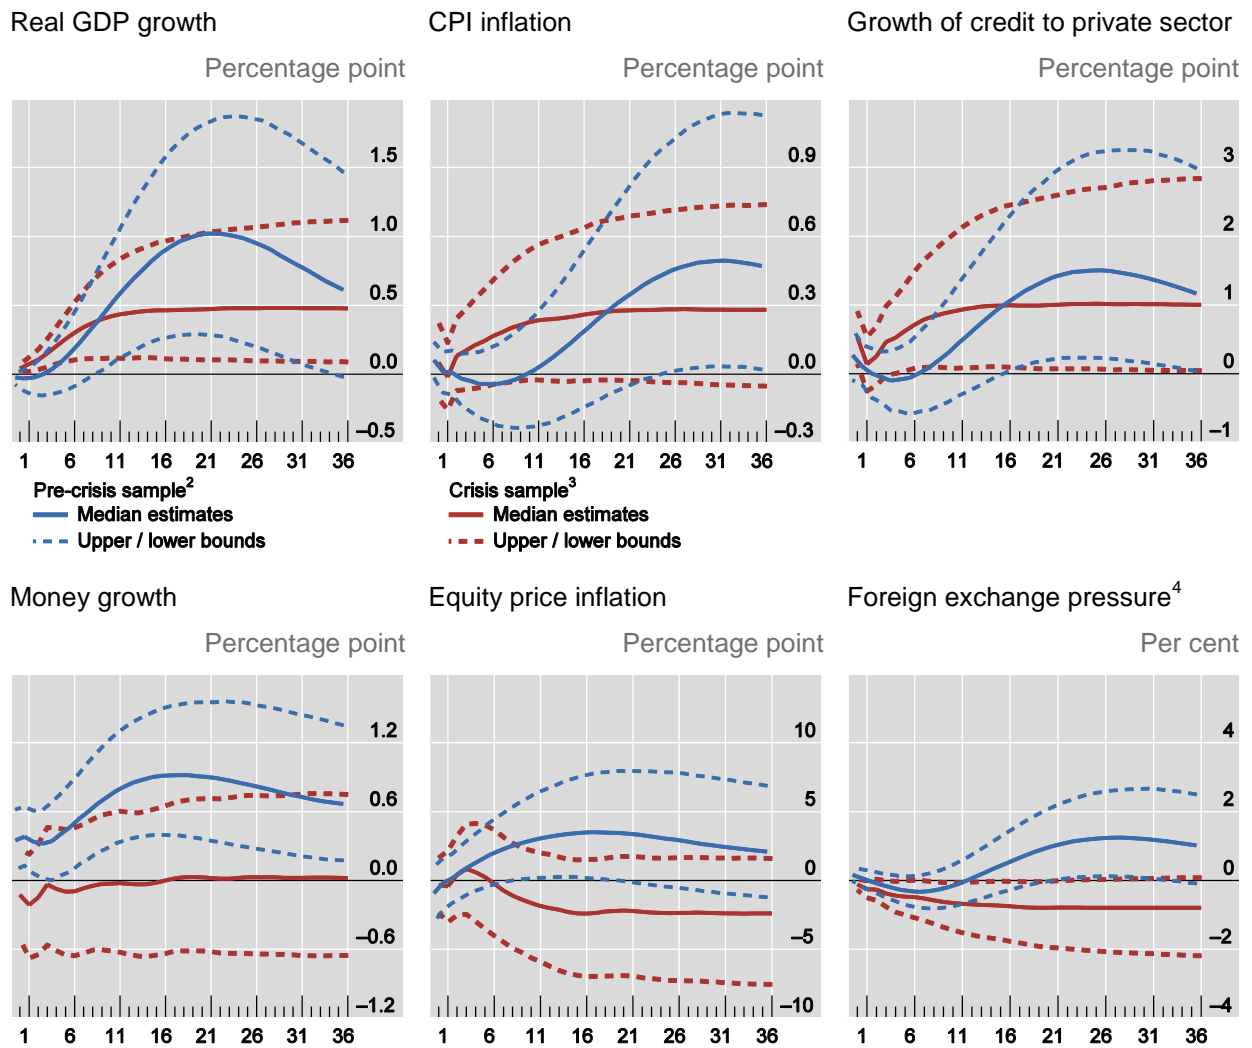 Real GDP growth
Percentage point
1.5
1.0
0.5
0.0
–0.5
1 6 11 16 21 26 31 36
CPI inflation
Percentage point
0.9
0.6
0.3
0.0
–0.3
1 6 11 16 21 26 31 36
Growth of credit to private sector
Percentage point
3
2
1
0
–1
1 6 11 16 21 26 31 36
Pre-crisis sample2
Median estimates
Upper / lower bounds
Crisis sample3
Median estimates
Upper / lower bounds
Money growth
Percentage point
1.2
0.6
0.0
–0.6
–1.2
1 6 11 16 21 26 31 36
Equity price inflation
Percentage point
10
5
0
–5
–10
1 6 11 16 21 26 31 36
Foreign exchange pressure4
Per cent
4
2
0
–2
–4
1 6 11 16 21 26 31 36